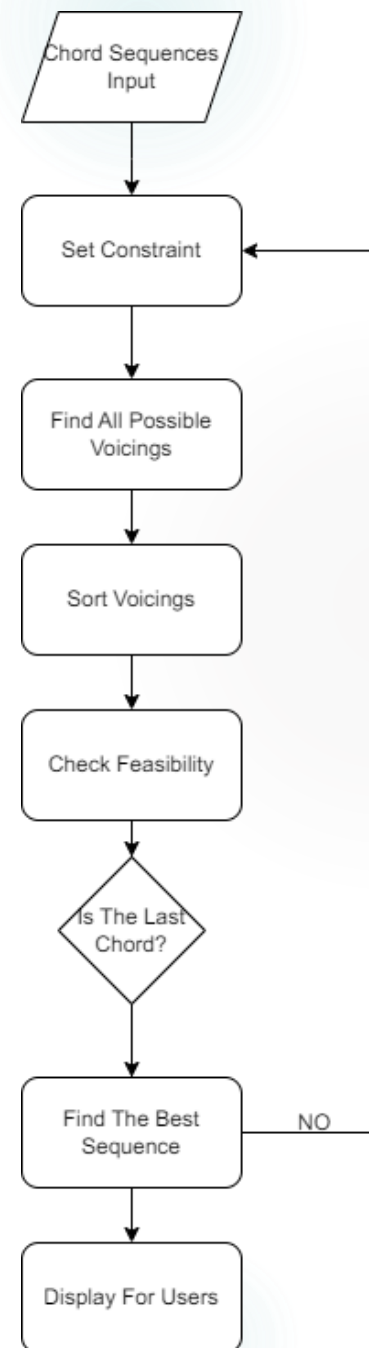 Chord Sequences
Input
Set Constraint
Find All Possible
Voicings
Sort Voicings
Check Feasibility
Is The Last
Chord?
Find The Best
Sequence
NO
Display For Users